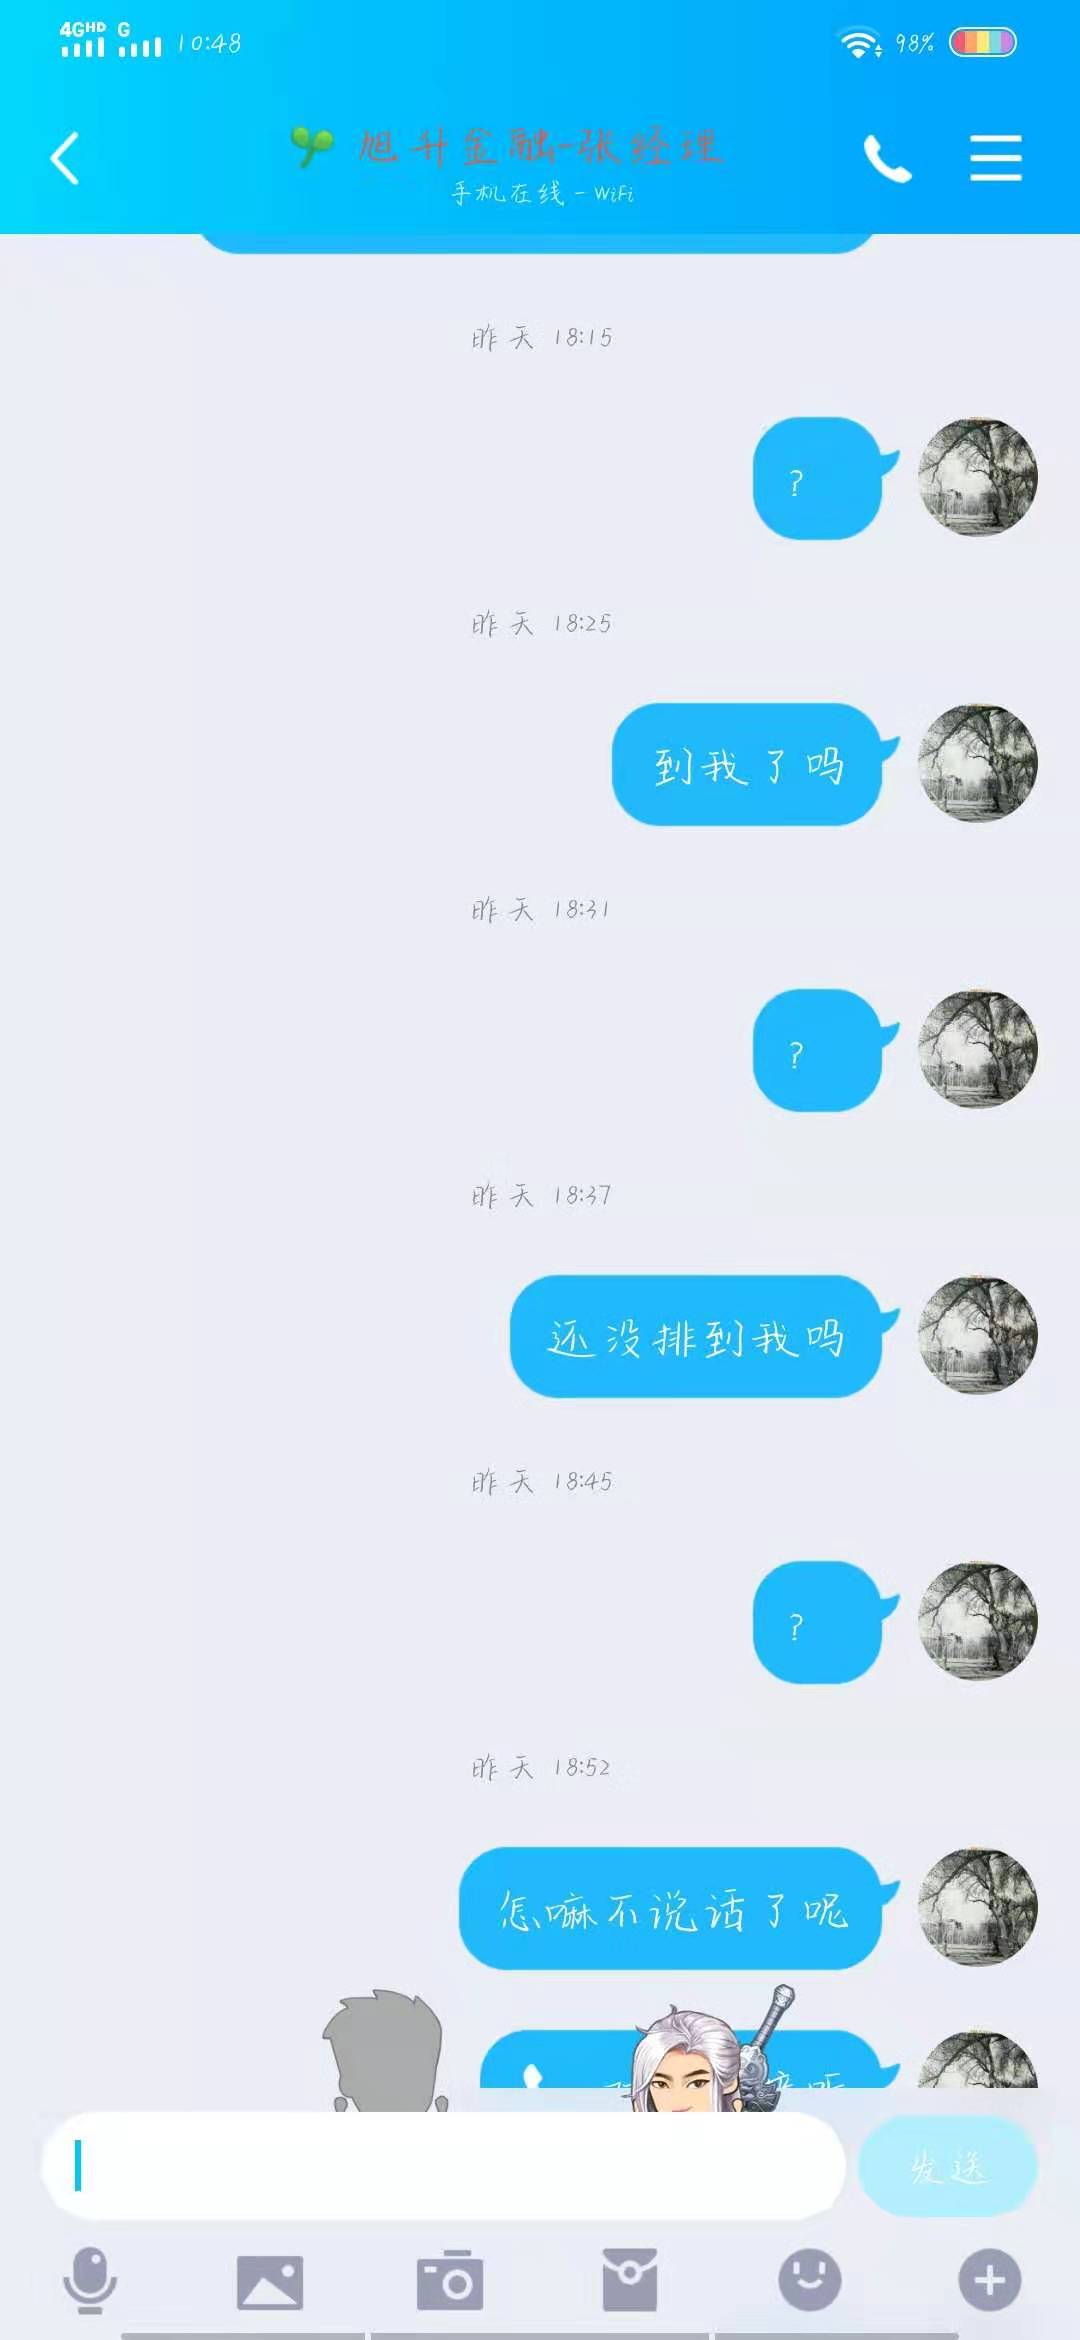 4GHD G 10:48 98%
旭升金融-张经理
手机在线 - WiFi
昨天 18:15
?
昨天 18:25
到我了吗
昨天 18:31
?
昨天 18:37
还没排到我吗
昨天 18:45
?
昨天 18:52
怎嘛不说话了呢
发送